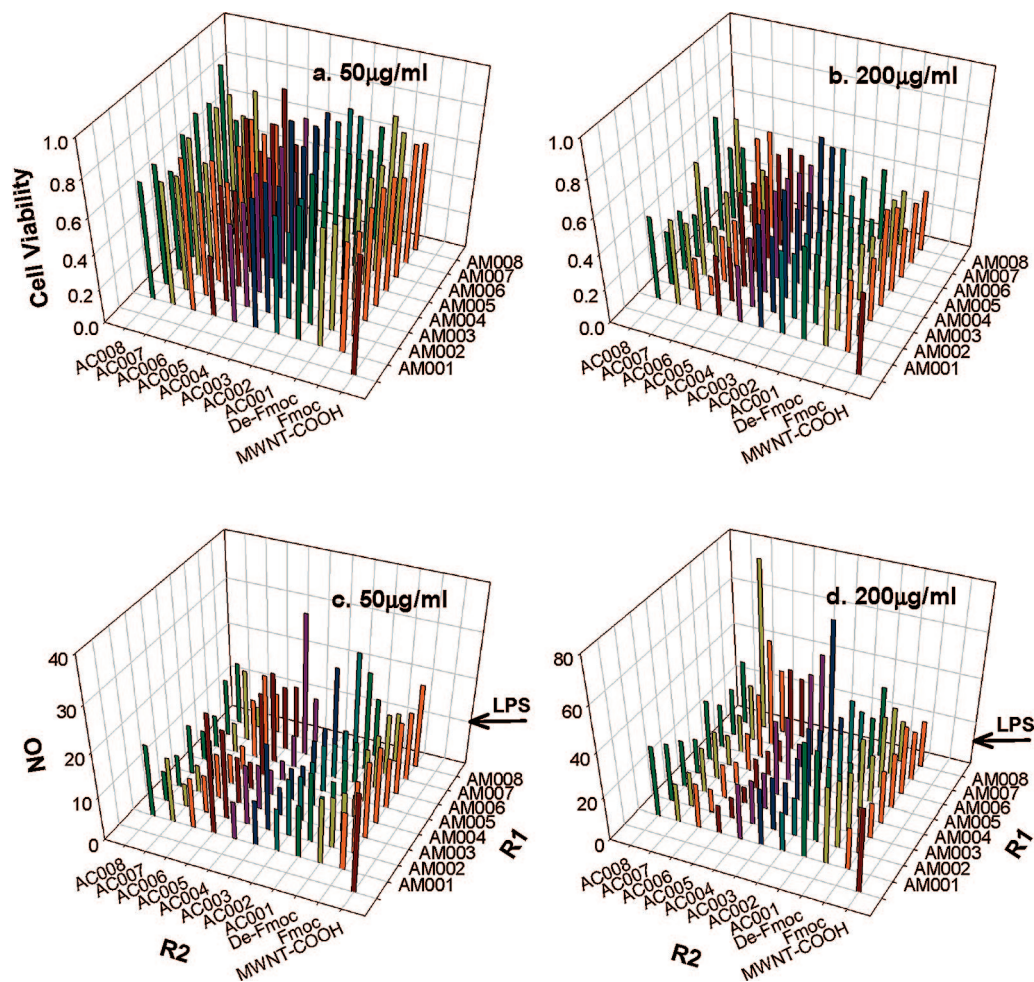 a. 50µg/ml
Cell Viability
1.0
0.8
0.6
0.4
0.2
0.0
AC008
AC007
AC006
AC005
AC004
AC003
AC002
AC001
De-Fmoc
Fmoc
MWNT-COOH
AM008
AM007
AM006
AM005
AM004
AM003
AM002
AM001
b. 200µg/ml
1.0
0.8
0.6
0.4
0.2
0.0
AC008
AC007
AC006
AC005
AC004
AC003
AC002
AC001
De-Fmoc
Fmoc
MWNT-COOH
AM008
AM007
AM006
AM005
AM004
AM003
AM002
AM001
c. 50µg/ml
NO
40
30
20
10
0
LPS
AC008
AC007
AC006
AC005
AC004
AC003
AC002
AC001
De-Fmoc
Fmoc
MWNT-COOH
R2
AM008
AM007
AM006
AM005
AM004
AM003
AM002
AM001
R1
d. 200µg/ml
80
60
40
20
0
LPS
AC008
AC007
AC006
AC005
AC004
AC003
AC002
AC001
De-Fmoc
Fmoc
MWNT-COOH
R2
AM008
AM007
AM006
AM005
AM004
AM003
AM002
AM001
R1